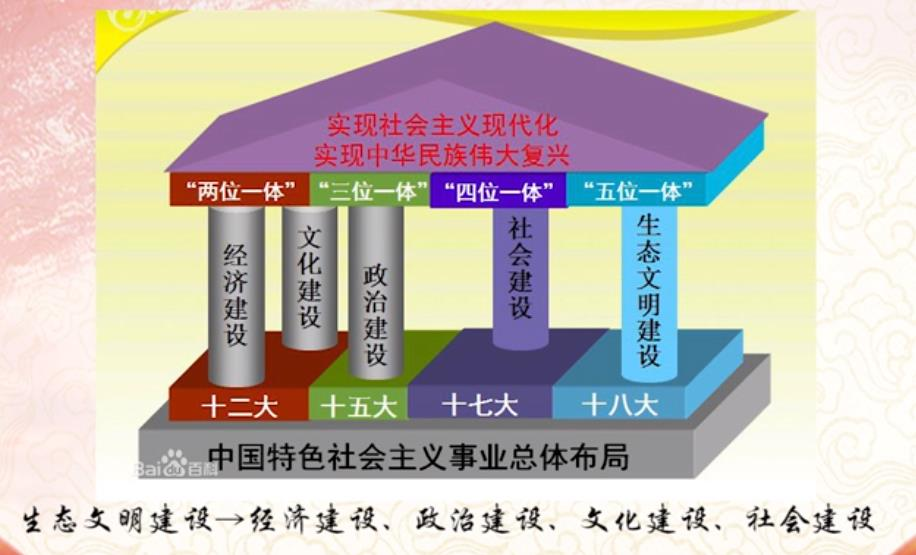 实现社会主义现代化
实现中华民族伟大复兴
“两位一体” “三位一体” “四位一体” “五位一体”
经济建设
文化建设
政治建设
社会建设
生态文明建设
十二大 十五大 十七大 十八大
中国特色社会主义事业总体布局
Baidu百科
生态文明建设→经济建设、政治建设、文化建设、社会建设